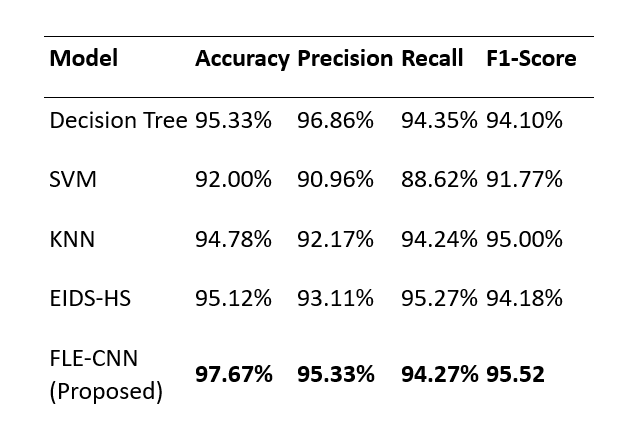 Model Accuracy Precision Recall F1-Score
Decision Tree 95.33% 96.86% 94.35% 94.10%
SVM 92.00% 90.96% 88.62% 91.77%
KNN 94.78% 92.17% 94.24% 95.00%
EIDS-HS 95.12% 93.11% 95.27% 94.18%
FLE-CNN
(Proposed) 97.67% 95.33% 94.27% 95.52